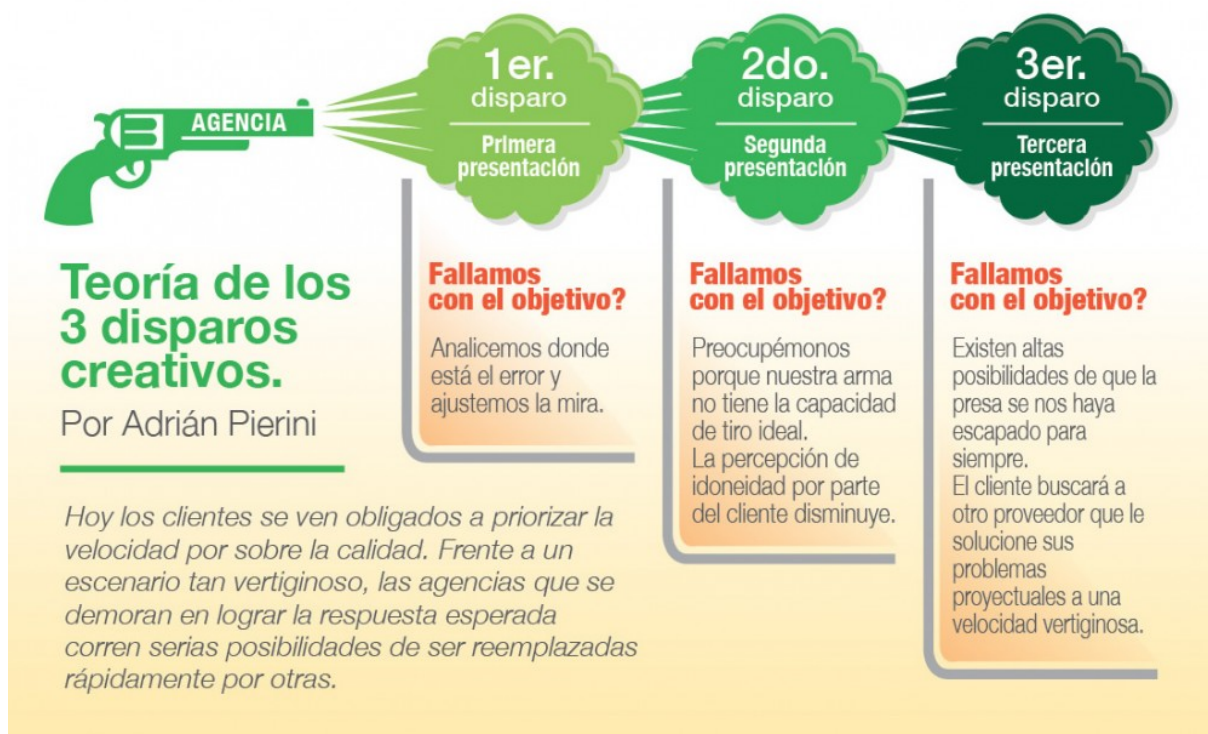 AGENCIA
1er.
disparo
Primera
presentación
2do.
disparo
Segunda
presentación
3er.
disparo
Tercera
presentación
Teoría de los
3 disparos
creativos.
Por Adrián Pierini
Hoy los clientes se ven obligados a priorizar la
velocidad por sobre la calidad. Frente a un
escenario tan vertiginoso, las agencias que se
demoran en lograr la respuesta esperada
corren serias posibilidades de ser reemplazadas
rápidamente por otras.
Fallamos
con el objetivo?
Analicemos donde
está el error y
ajustemos la mira.
Fallamos
con el objetivo?
Preocupémonos
porque nuestra arma
no tiene la capacidad
de tiro ideal.
La percepción de
idoneidad por parte
del cliente disminuye.
Fallamos
con el objetivo?
Existen altas
posibilidades de que la
presa se nos haya
escapado para
siempre.
El cliente buscará a
otro proveedor que le
solucione sus
problemas
proyectuales a una
velocidad vertiginosa.